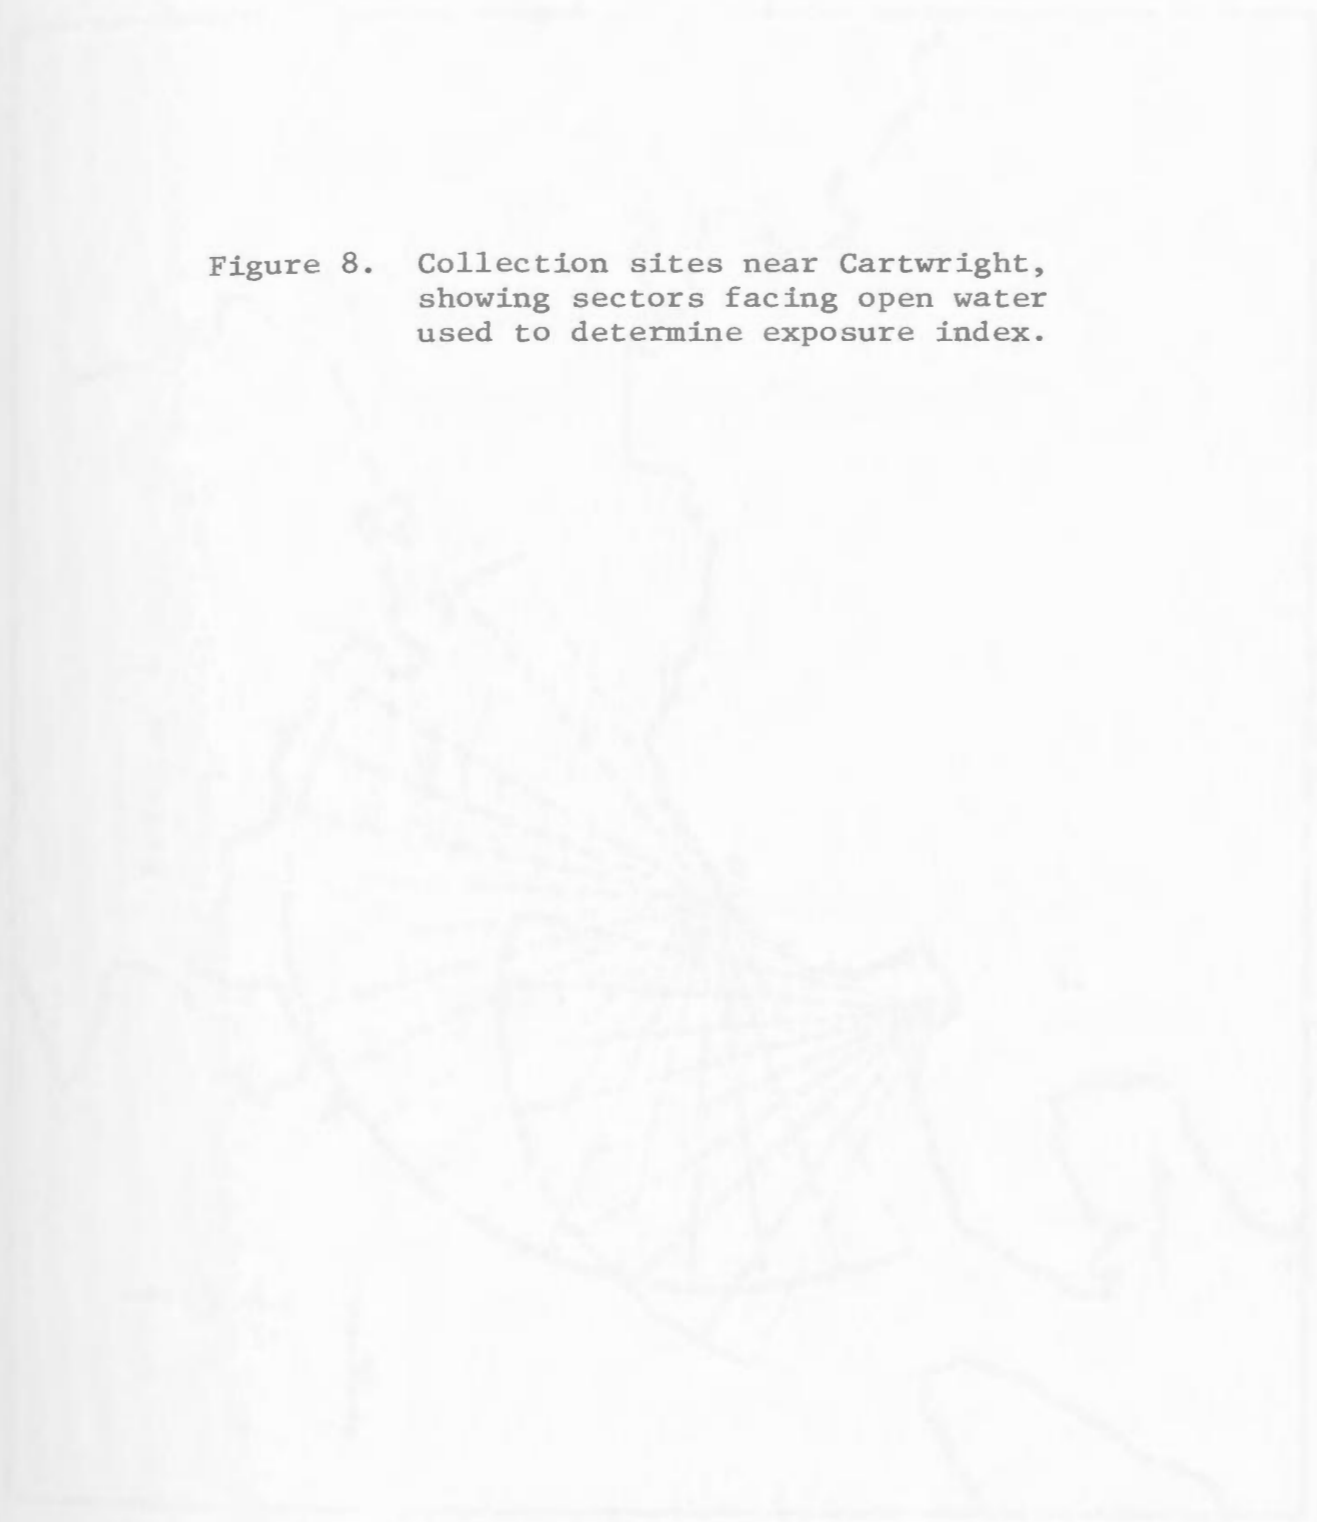 Figure 8. Collection sites near Cartwright,
showing sectors facing open water
used to determine exposure index.